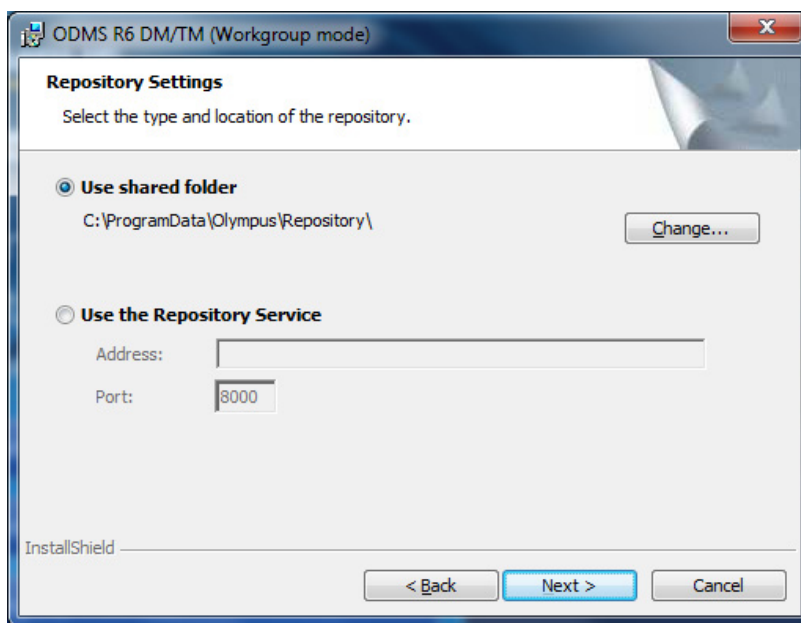 ODMS R6 DM/TM (Workgroup mode)
Repository Settings
Select the type and location of the repository.
Use shared folder
C:\ProgramData\Olympus\Repository\
Change...
Use the Repository Service
Address:
Port:
8000
InstallShield
< Back
Next >
Cancel